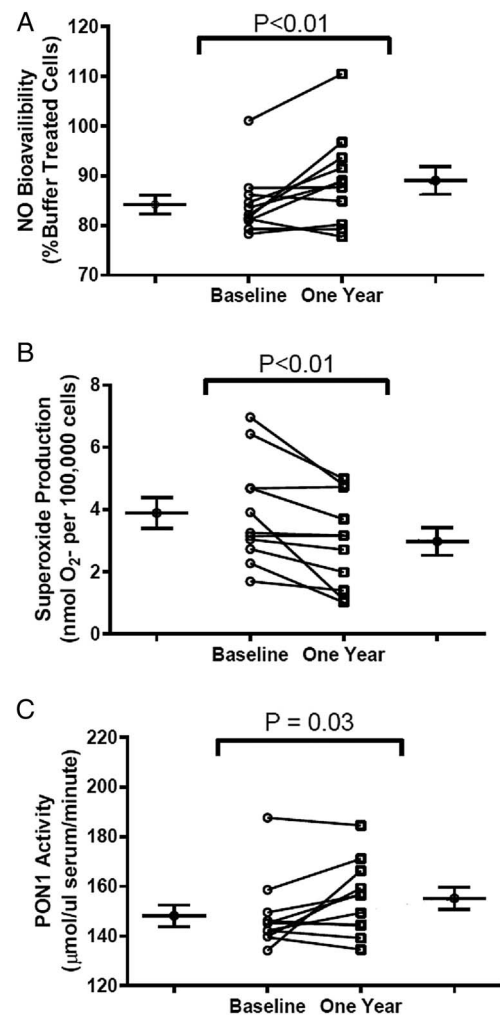 A
P<0.01
NO Bioavailibility
(%Buffer Treated Cells)
120
110
100
90
80
70
Baseline One Year
B
P<0.01
Superoxide Production
(nmol O2- per 100,000 cells)
8
6
4
2
0
Baseline One Year
C
P = 0.03
PON1 Activity
(μmol/ul serum/minute)
220
200
180
160
140
120
Baseline One Year